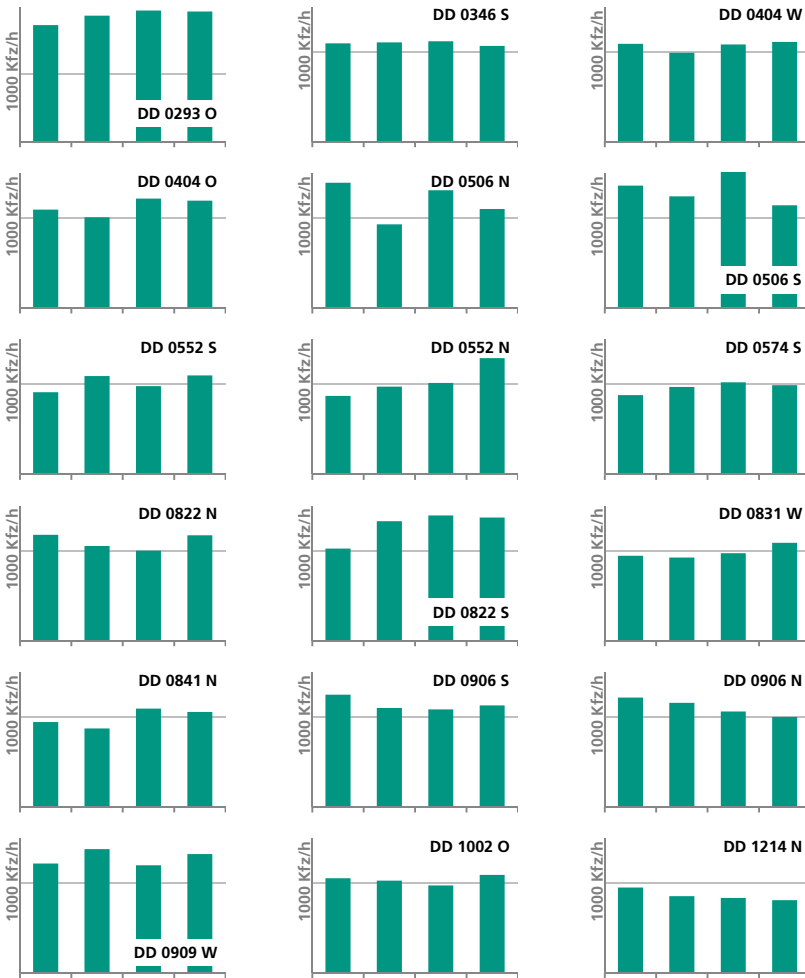 1000 Kfz/h
DD 0293 O
1000 Kfz/h
DD 0346 S
1000 Kfz/h
DD 0404 W
1000 Kfz/h
DD 0404 O
1000 Kfz/h
DD 0506 N
1000 Kfz/h
DD 0506 S
1000 Kfz/h
DD 0552 S
1000 Kfz/h
DD 0552 N
1000 Kfz/h
DD 0574 S
1000 Kfz/h
DD 0822 N
1000 Kfz/h
DD 0822 S
1000 Kfz/h
DD 0831 W
1000 Kfz/h
DD 0841 N
1000 Kfz/h
DD 0906 S
1000 Kfz/h
DD 0906 N
1000 Kfz/h
DD 0909 W
1000 Kfz/h
DD 1002 O
1000 Kfz/h
DD 1214 N